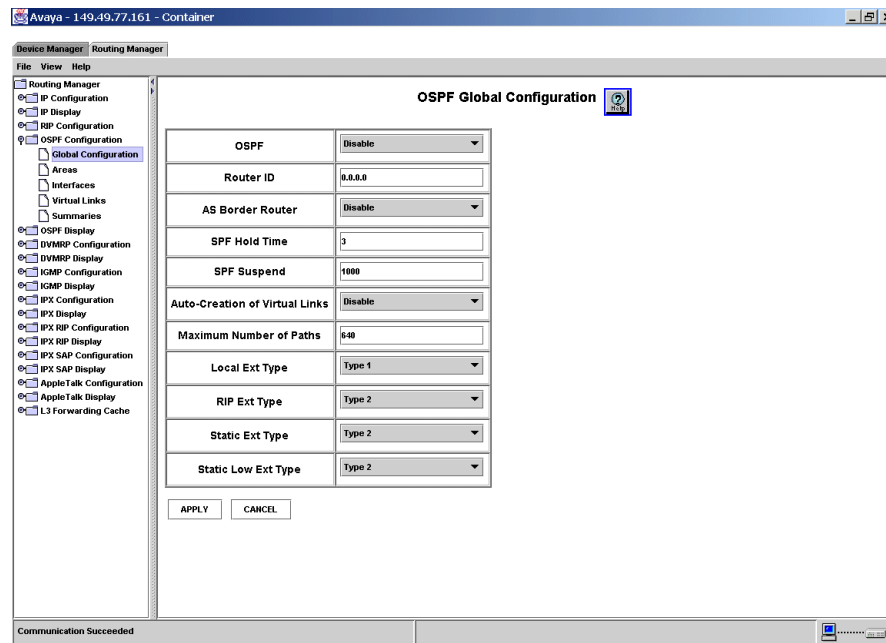 Avaya - 149.49.77.161 - Container
Device Manager Routing Manager
File View Help
Routing Manager
IP Configuration
IP Display
RIP Configuration
OSPF Configuration
Global Configuration
Areas
Interfaces
Virtual Links
Summaries
OSPF Display
DVMRP Configuration
DVMRP Display
IGMP Configuration
IGMP Display
IPX Configuration
IPX Display
IPX RIP Configuration
IPX RIP Display
IPX SAP Configuration
IPX SAP Display
AppleTalk Configuration
AppleTalk Display
L3 Forwarding Cache
OSPF Global Configuration Help
OSPF Disable
Router ID 0.0.0.0
AS Border Router Disable
SPF Hold Time 3
SPF Suspend 1000
Auto-Creation of Virtual Links Disable
Maximum Number of Paths 640
Local Ext Type Type 1
RIP Ext Type Type 2
Static Ext Type Type 2
Static Low Ext Type Type 2
APPLY CANCEL
Communication Succeeded